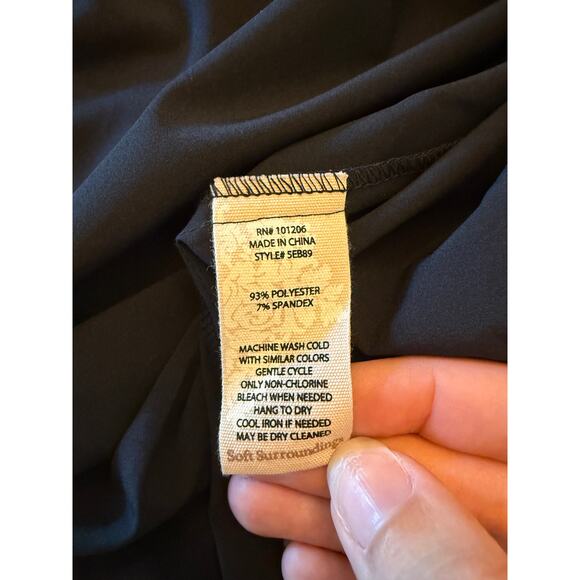 RN# 101206
MADE IN CHINA
STYLE# 5EB89
93% POLYESTER
7% SPANDEX
MACHINE WASH COLD
WITH SIMILAR COLORS
GENTLE CYCLE
ONLY NON-CHLORINE
BLEACH WHEN NEEDED
HANG TO DRY
COOL IRON IF NEEDED
MAY BE DRY CLEANED
Soft Surroundings